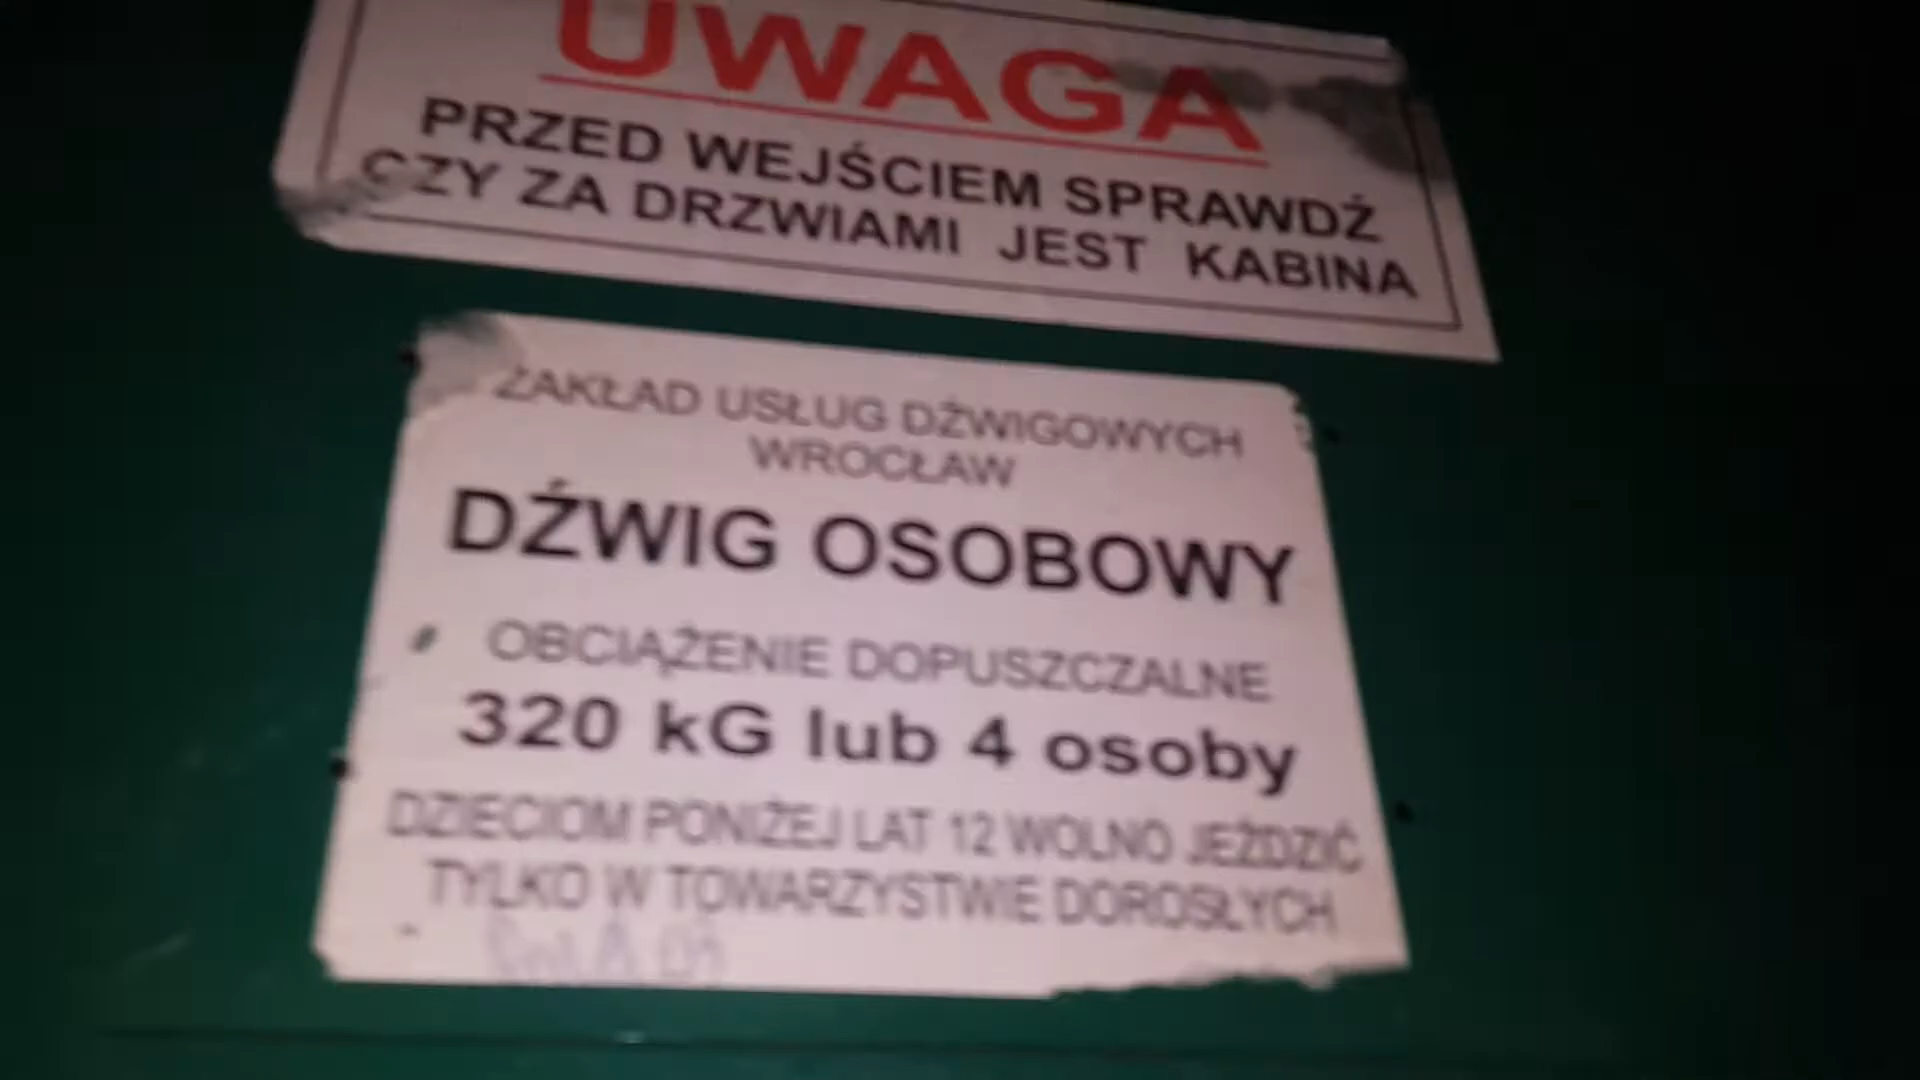 UWAGA
PRZED WEJŚCIEM SPRAWDŹ
CZY ZA DRZWIAMI JEST KABINA
ZAKŁAD USŁUG DŹWIGOWYCH
WROCŁAW
DŹWIG OSOBOWY
OBCIĄŻENIE DOPUSZCZALNE
320 kG lub 4 osoby
DZIECIOM PONIŻEJ LAT 12 WOLNO JEŹDZIĆ
TYLKO W TOWARZYSTWIE DOROSŁYCH